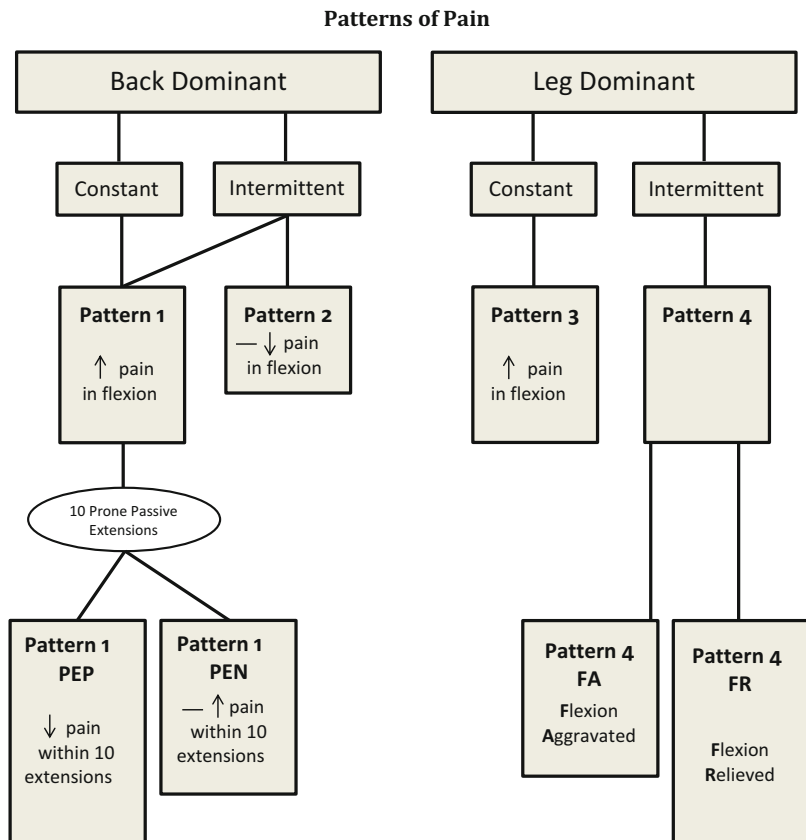 Patterns of Pain
Back Dominant
Leg Dominant
Constant
Intermittent
Constant
Intermittent
Pattern 1
↑ pain
in flexion
Pattern 2
— ↓ pain
in flexion
Pattern 3
↑ pain
in flexion
Pattern 4
10 Prone Passive
Extensions
Pattern 1
PEP
↓ pain
within 10
extensions
Pattern 1
PEN
— ↑ pain
within 10
extensions
Pattern 4
FA
Flexion
Aggravated
Pattern 4
FR
Flexion
Relieved